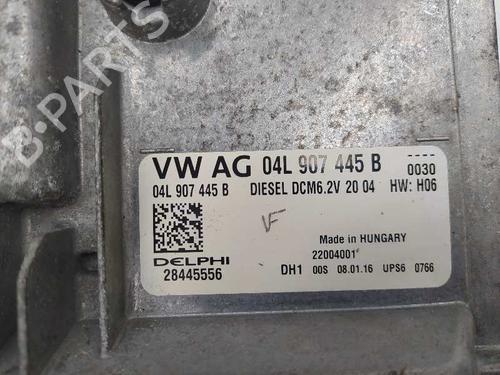 B-PARTS
VW AG 04L 907 445 B 0030
04L 907 445 B DIESEL DCM6.2V 20 04 HW: H06
VF
Made in HUNGARY
DELPHI 22004001
28445556 DH1 00S 08.01.16 UPS6 0766